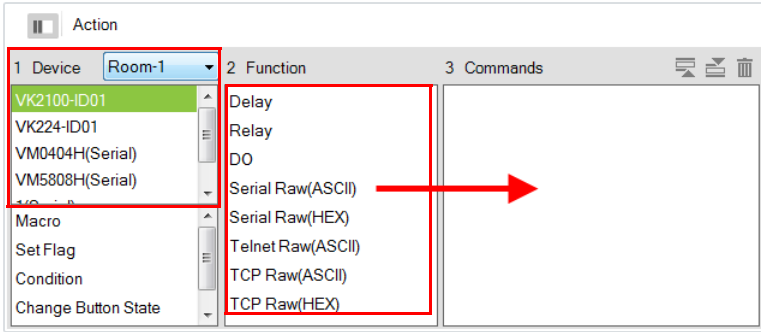 Action
1 Device Room-1
2 Function
3 Commands
VK2100-ID01
VK224-ID01
VM0404H(Serial)
VM5808H(Serial)
Macro
Set Flag
Condition
Change Button State
Delay
Relay
DO
Serial Raw(ASCII)
Serial Raw(HEX)
Telnet Raw(ASCII)
TCP Raw(ASCII)
TCP Raw(HEX)